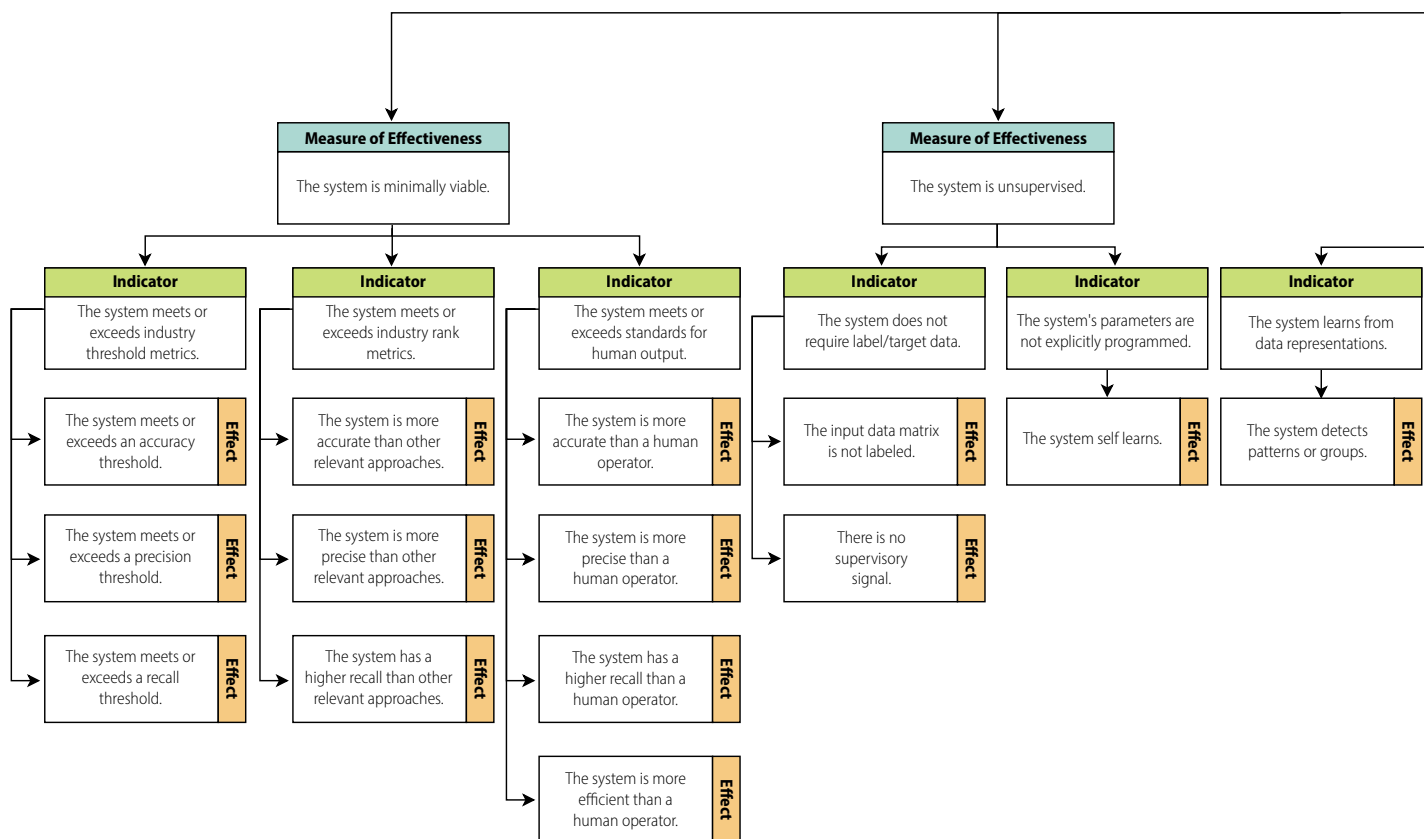 Measure of Effectiveness
The system is minimally viable.
Measure of Effectiveness
The system is unsupervised.
Indicator
The system meets or
exceeds industry
threshold metrics.
Indicator
The system meets or
exceeds industry rank
metrics.
Indicator
The system meets or
exceeds standards for
human output.
Indicator
The system does not
require label/target data.
Indicator
The system's parameters are
not explicitly programmed.
Indicator
The system learns from
data representations.
The system meets or
exceeds an accuracy
threshold.
Effect
The system is more
accurate than other
relevant approaches.
Effect
The system is more
accurate than a human
operator.
Effect
The input data matrix
is not labeled.
Effect
The system self learns.
Effect
The system detects
patterns or groups.
Effect
The system meets or
exceeds a precision
threshold.
Effect
The system is more
precise than other
relevant approaches.
Effect
The system is more
precise than a
human operator.
Effect
There is no
supervisory
signal.
Effect
The system meets or
exceeds a recall
threshold.
Effect
The system has a
higher recall than other
relevant approaches.
Effect
The system has a
higher recall than a
human operator.
Effect
The system is more
efficient than a
human operator.
Effect